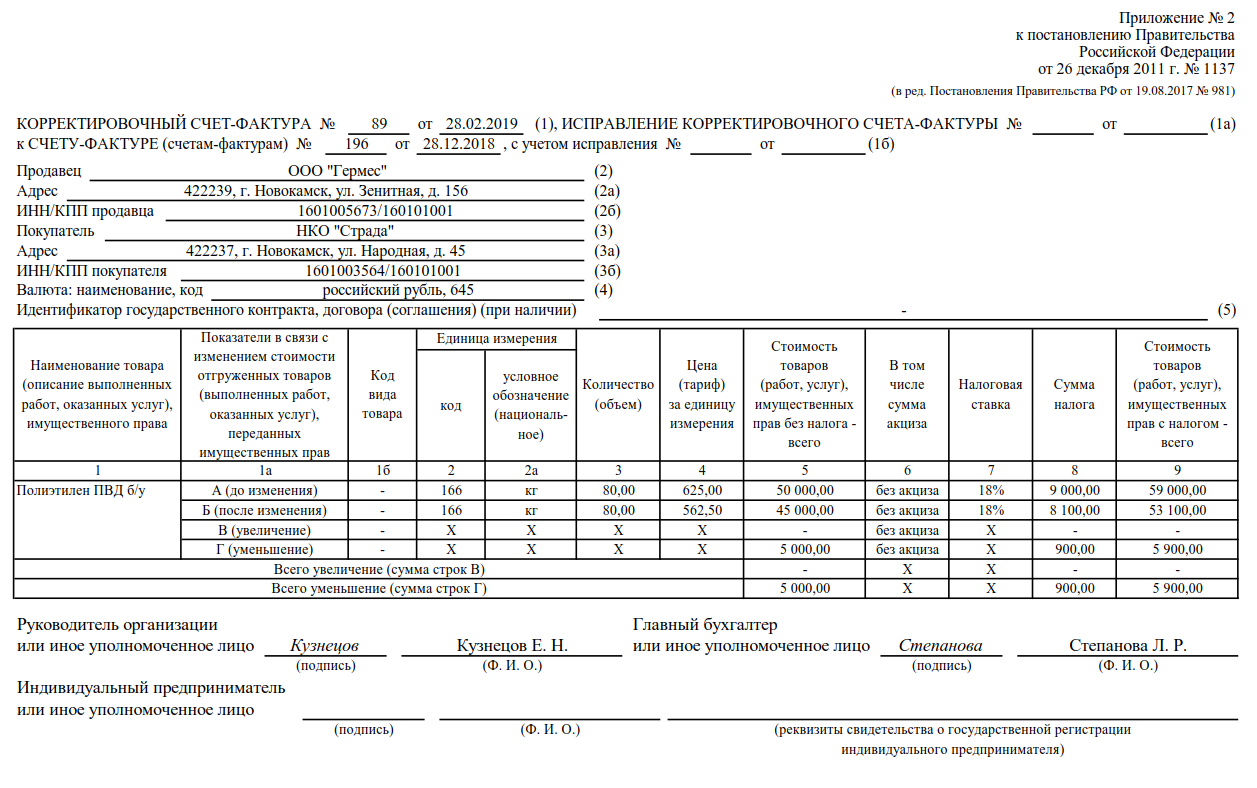 Приложение № 2
к постановлению Правительства
Российской Федерации
от 26 декабря 2011 г. № 1137
(в ред. Постановления Правительства РФ от 19.08.2017 № 981)
КОРРЕКТИРОВОЧНЫЙ СЧЕТ-ФАКТУРА № 89 от 28.02.2019 (1), ИСПРАВЛЕНИЕ КОРРЕКТИРОВОЧНОГО СЧЕТА-ФАКТУРЫ № от (1а)
к СЧЕТУ-ФАКТУРЕ (счетам-фактурам) № 196 от 28.12.2018 , с учетом исправления № от (1б)
Продавец ООО "Гермес" (2)
Адрес 422239, г. Новокамск, ул. Зенитная, д. 156 (2а)
ИНН/КПП продавца 1601005673/160101001 (2б)
Покупатель НКО "Страда" (3)
Адрес 422237, г. Новокамск, ул. Народная, д. 45 (3а)
ИНН/КПП покупателя 1601003564/160101001 (3б)
Валюта: наименование, код российский рубль, 645 (4)
Идентификатор государственного контракта, договора (соглашения) (при наличии) - (5)
Наименование товара
(описание выполненных
работ, оказанных услуг),
имущественного права
Показатели в связи с
изменением стоимости
отгруженных товаров
(выполненных работ,
оказанных услуг),
переданных
имущественных прав
Код
вида
товара
Единица измерения
код
условное
обозначение
(националь-
ное)
Количество
(объем)
Цена
(тариф)
за единицу
измерения
Стоимость
товаров
(работ, услуг),
имущественных
прав без налога -
всего
В том
числе
сумма
акциза
Налоговая
ставка
Сумма
налога
Стоимость
товаров
(работ, услуг),
имущественных
прав с налогом -
всего
1 1а 1б 2 2а 3 4 5 6 7 8 9
Полиэтилен ПВД б/у А (до изменения) - 166 кг 80,00 625,00 50 000,00 без акциза 18% 9 000,00 59 000,00
Б (после изменения) - 166 кг 80,00 562,50 45 000,00 без акциза 18% 8 100,00 53 100,00
В (увеличение) - Х Х Х Х - без акциза Х - -
Г (уменьшение) - Х Х Х Х 5 000,00 без акциза Х 900,00 5 900,00
Всего увеличение (сумма строк В) - Х Х - -
Всего уменьшение (сумма строк Г) 5 000,00 Х Х 900,00 5 900,00
Руководитель организации Главный бухгалтер
или иное уполномоченное лицо Кузнецов Кузнецов Е. Н. или иное уполномоченное лицо Степанова Степанова Л. Р.
(подпись) (Ф. И. О.) (подпись) (Ф. И. О.)
Индивидуальный предприниматель
или иное уполномоченное лицо
(подпись) (Ф. И. О.) (реквизиты свидетельства о государственной регистрации
индивидуального предпринимателя)